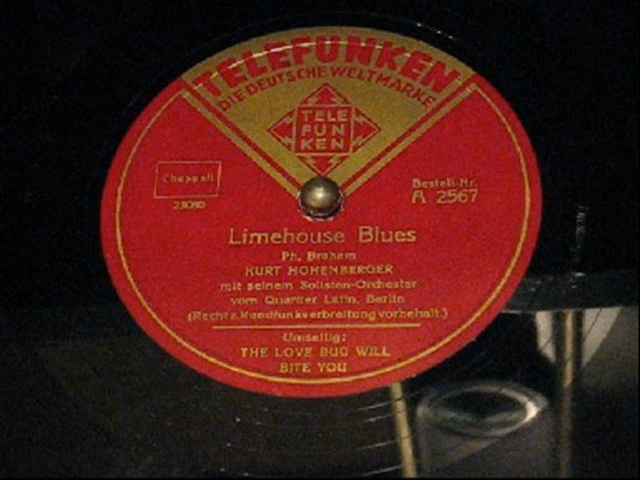 TELEFUNKEN
DIE DEUTSCHE WELTMARKE
TELE
FUN
KEN
Chappell
Bestell-Nr.
A 2567
Limehouse Blues
Ph. Braham
KURT HOHENBERGER
mit seinem Solisten-Orchester
vom Quartier Latin, Berlin
(Recht z. Rundfunkverbreitung vorbehalt.)
Umseitig:
THE LOVE BUG WILL
BITE YOU